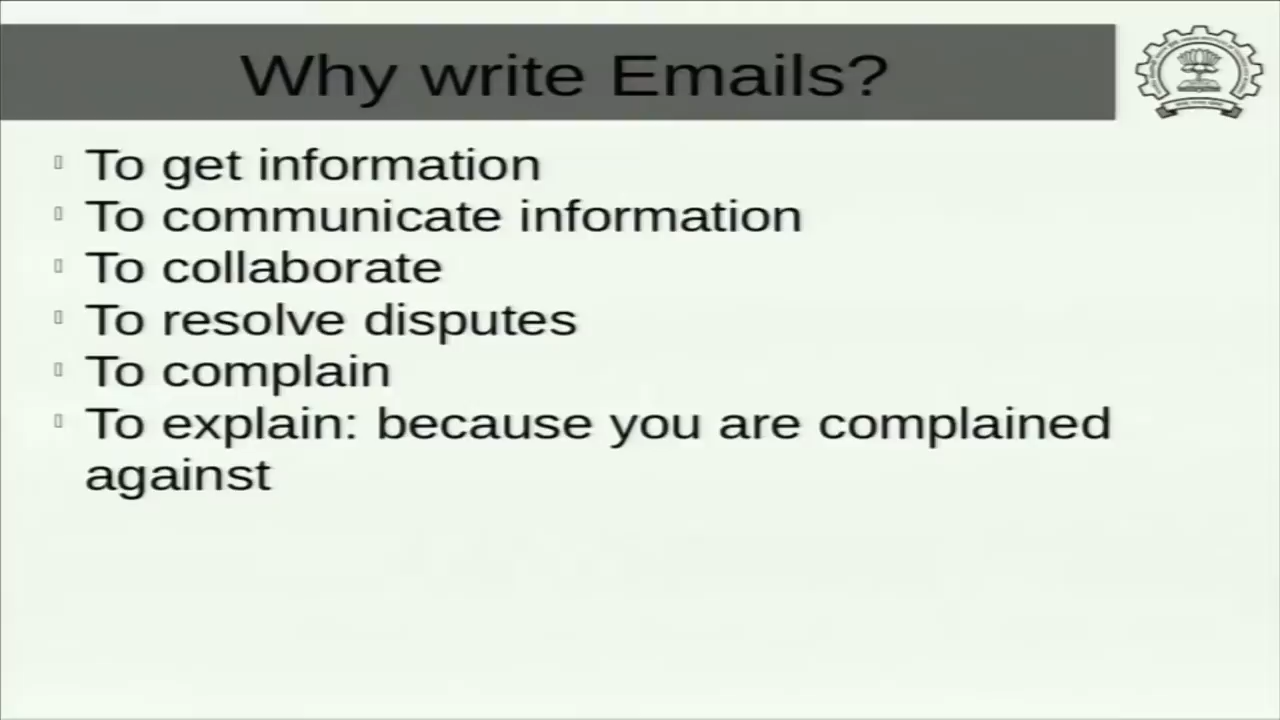 Why write Emails?
To get information
To communicate information
To collaborate
To resolve disputes
To complain
To explain: because you are complained
against